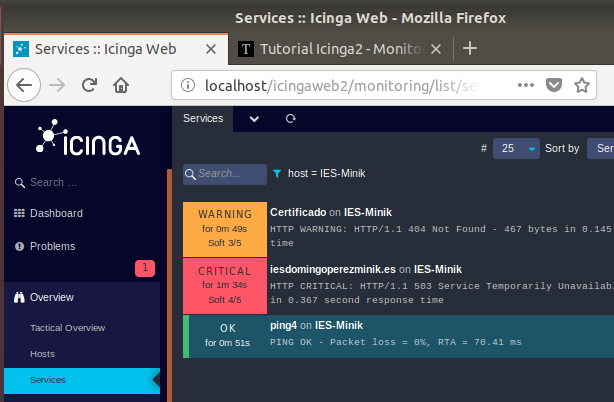 Services :: Icinga Web - Mozilla Firefox
Services :: Icinga Web
Tutorial Icinga2 - Monito
localhost/icingaweb2/monitoring/list/se
ICINGA
Search ...
Dashboard
Problems
1
Overview
Tactical Overview
Hosts
Services
Services
# 25 Sort by Ser
Search... host = IES-Minik
WARNING
for 0m 49s
Soft 3/5
Certificado on IES-Minik
HTTP WARNING: HTTP/1.1 404 Not Found - 467 bytes in 0.145
time
CRITICAL
for 1m 34s
Soft 4/5
iesdomingoperezminik.es on IES-Minik
HTTP CRITICAL: HTTP/1.1 503 Service Temporarily Unavailab
in 0.367 second response time
OK
for 0m 51s
ping4 on IES-Minik
PING OK - Packet loss = 0%, RTA = 70.41 ms